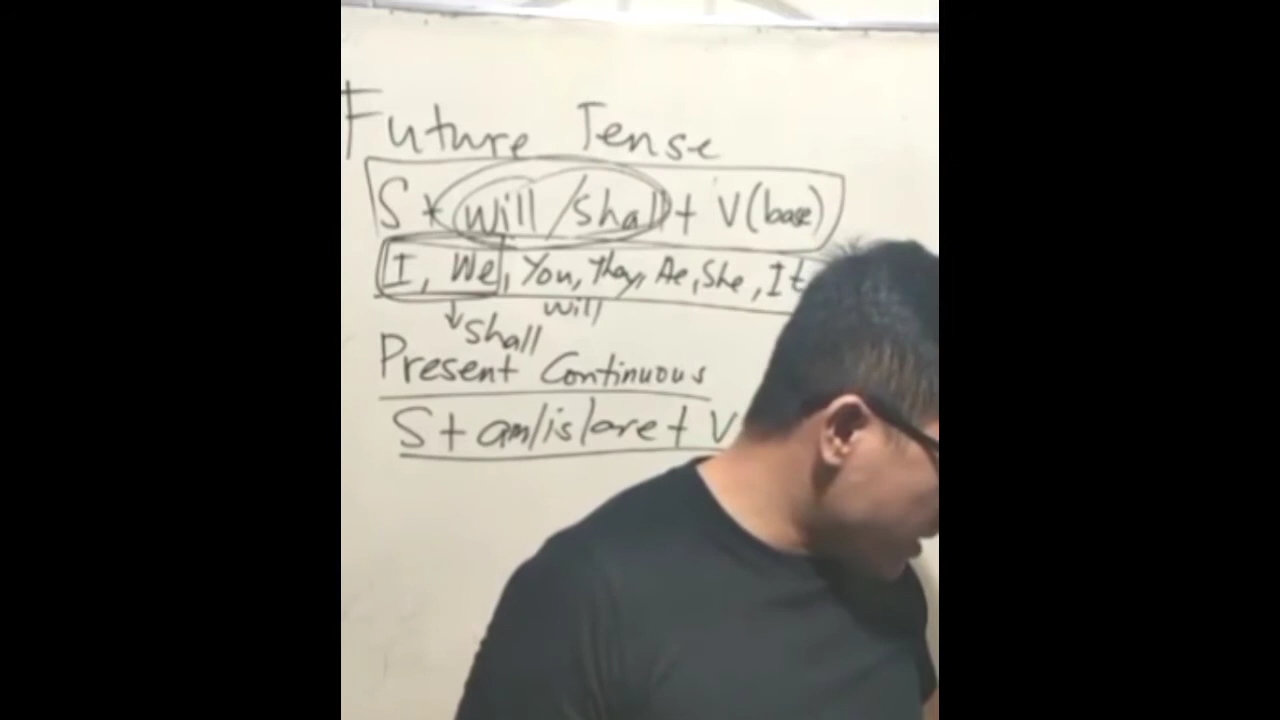 Future Tense
S + will/shall + V(base)
I, We, You, They, He, She, It
will
shall
Present Continuous
S + am/is/are + V